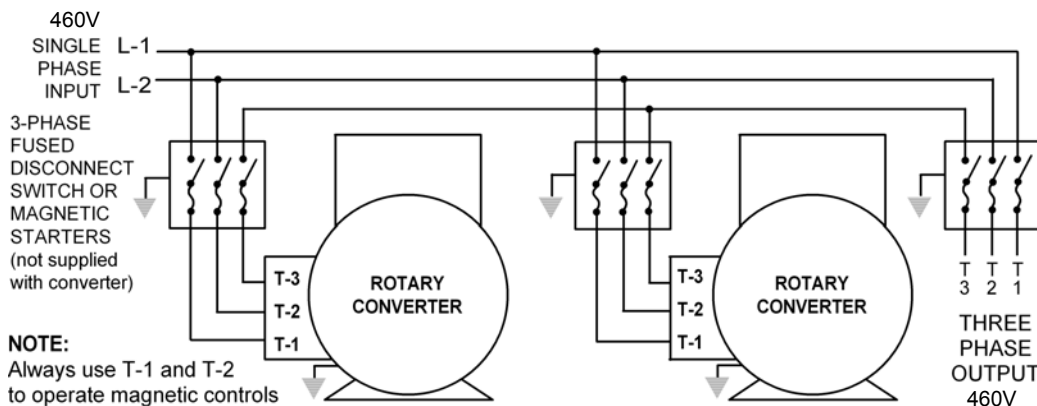 460V
SINGLE
PHASE
INPUT
L-1
L-2
3-PHASE
FUSED
DISCONNECT
SWITCH OR
MAGNETIC
STARTERS
(not supplied
with converter)
NOTE:
Always use T-1 and T-2
to operate magnetic controls
T-3
T-2
T-1
ROTARY
CONVERTER
T-3
T-2
T-1
ROTARY
CONVERTER
T T T
3 2 1
THREE
PHASE
OUTPUT
460V